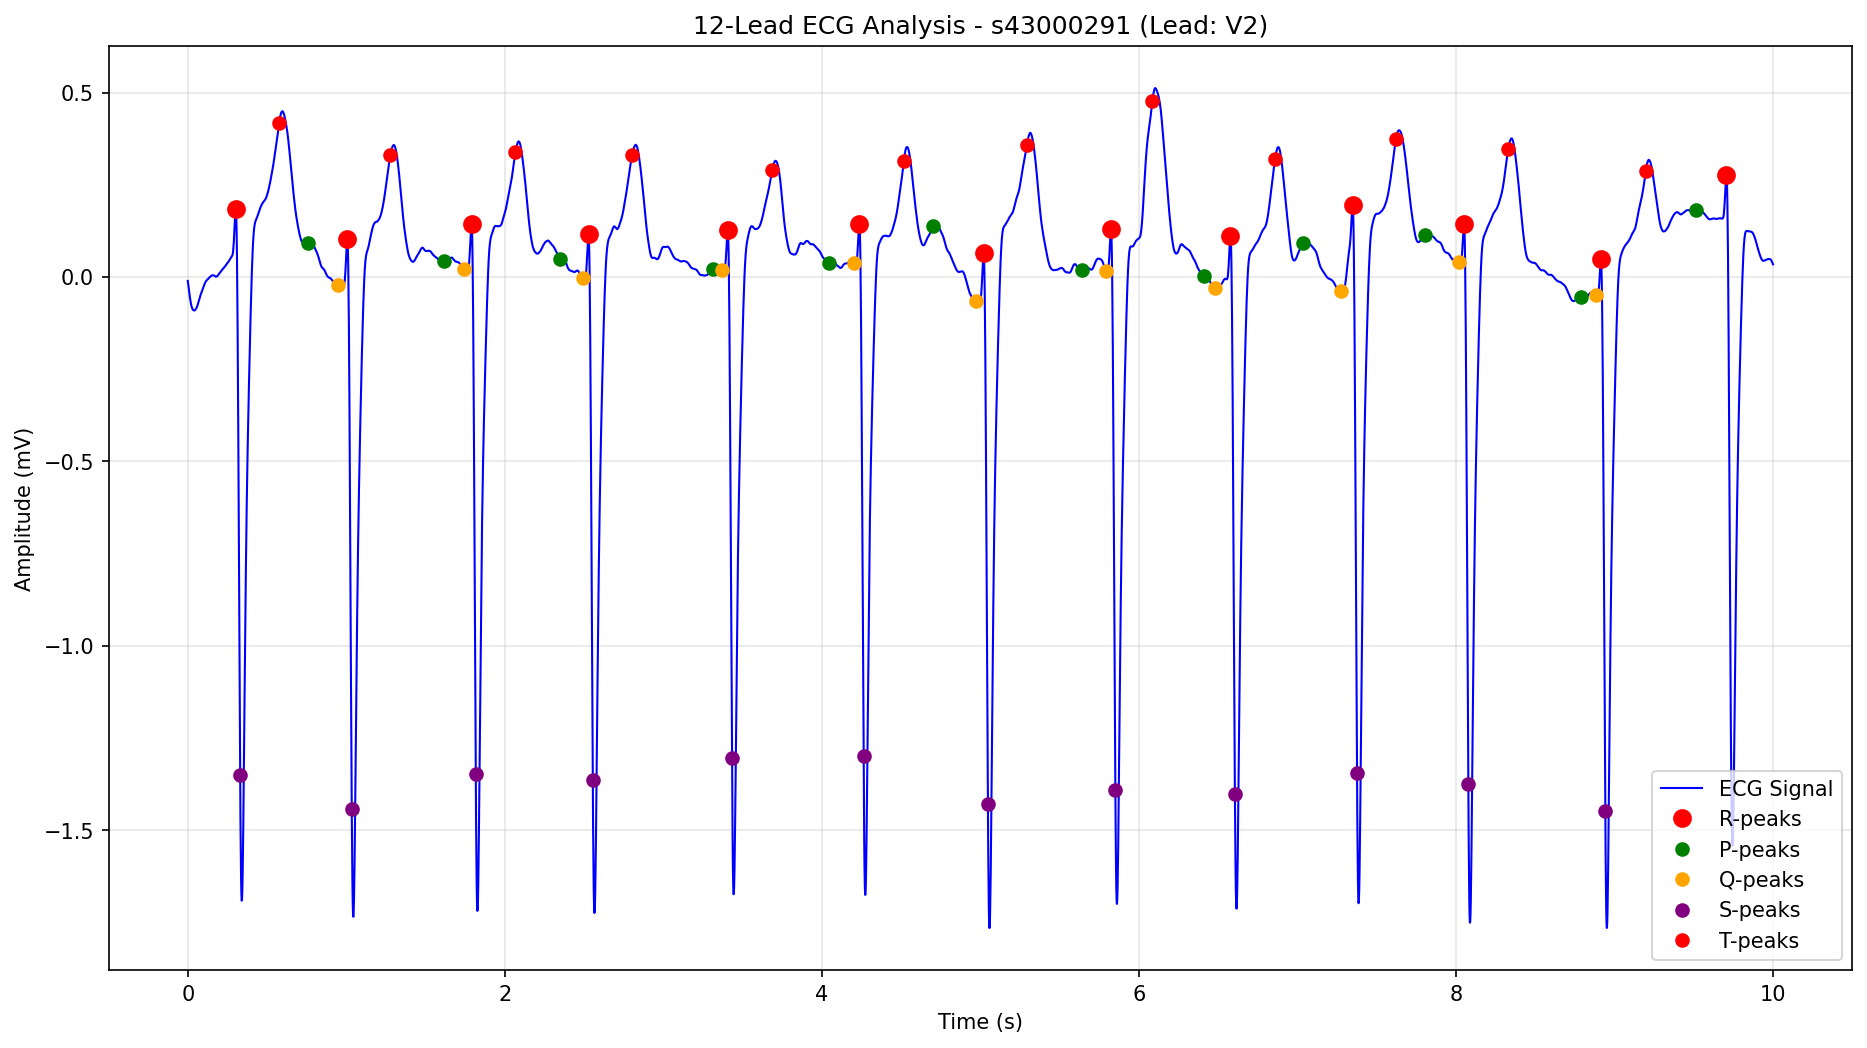 12-Lead ECG Analysis - s43000291 (Lead: V2)
Amplitude (mV)
0.5
0.0
−0.5
−1.0
−1.5
ECG Signal
R-peaks
P-peaks
Q-peaks
S-peaks
T-peaks
0 2 4 6 8 10
Time (s)